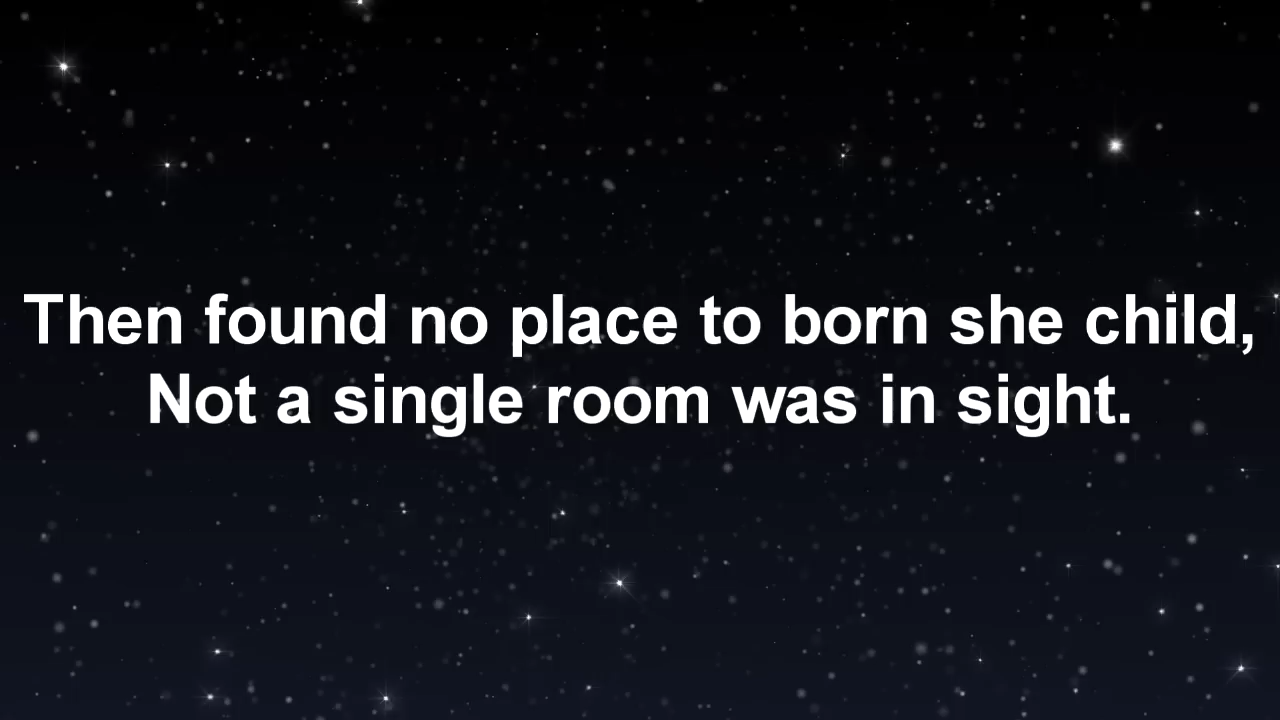 Then found no place to born she child,
Not a single room was in sight.